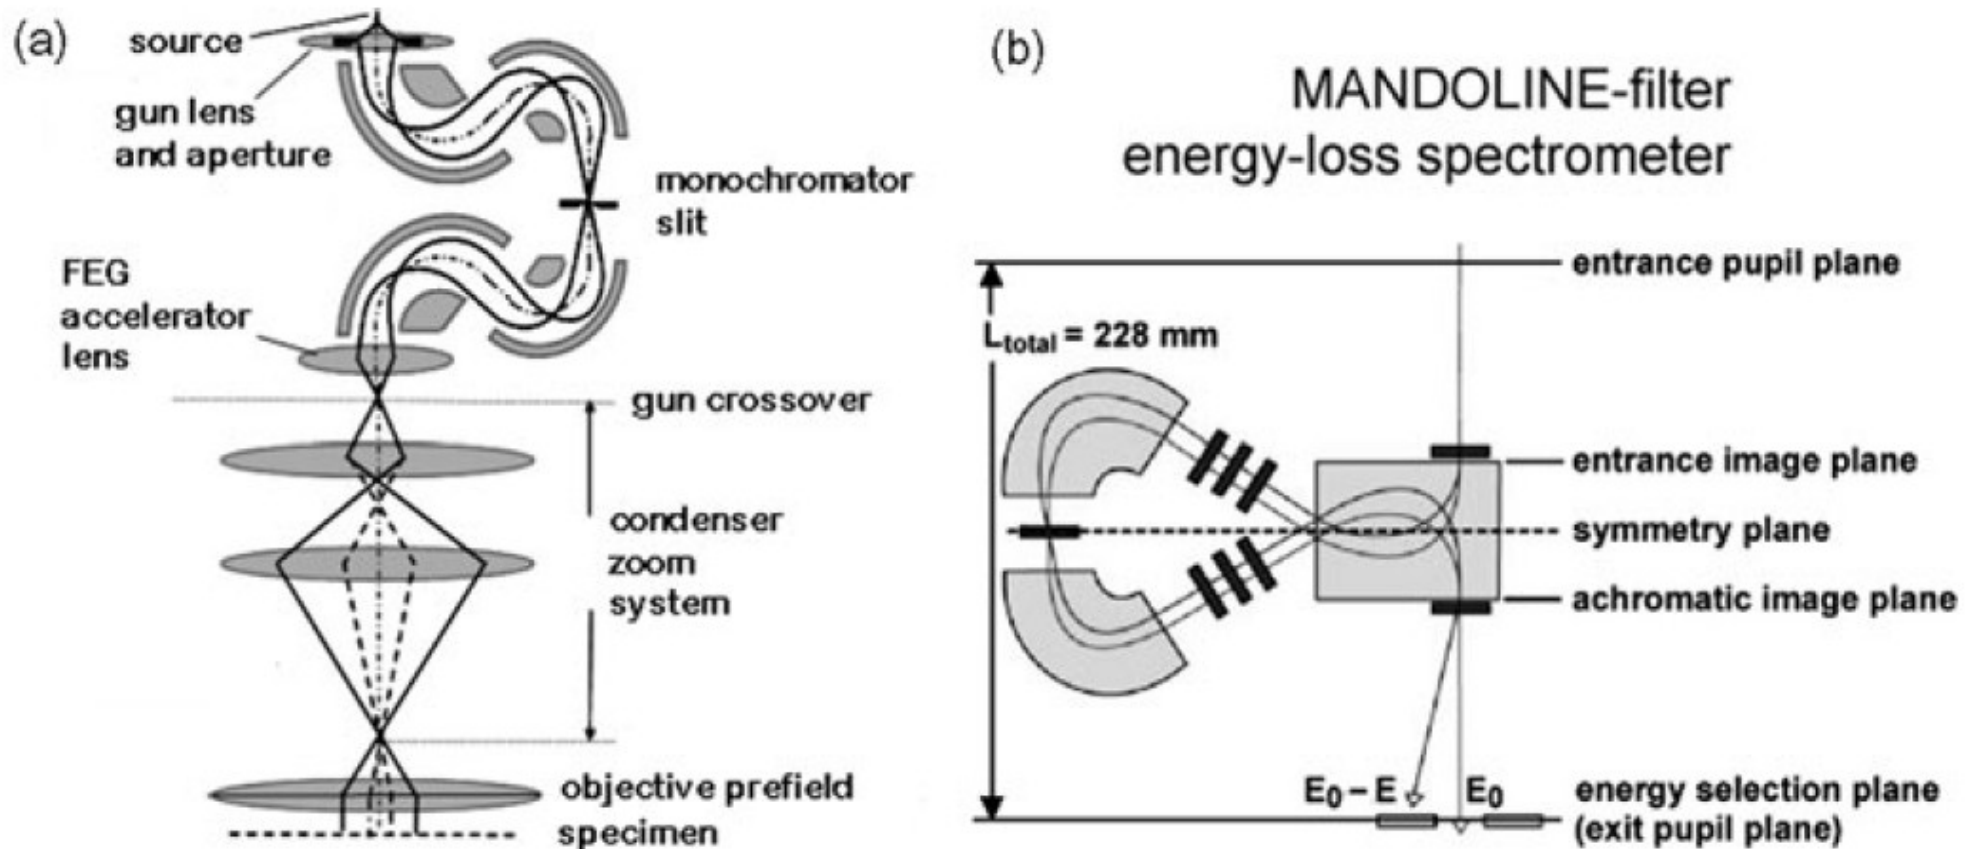 (a)
source
gun lens
and aperture
monochromator
slit
FEG
accelerator
lens
gun crossover
condenser
zoom
system
objective prefield
specimen
(b)
MANDOLINE-filter
energy-loss spectrometer
entrance pupil plane
Ltotal = 228 mm
entrance image plane
symmetry plane
achromatic image plane
E0 – E
E0
energy selection plane
(exit pupil plane)